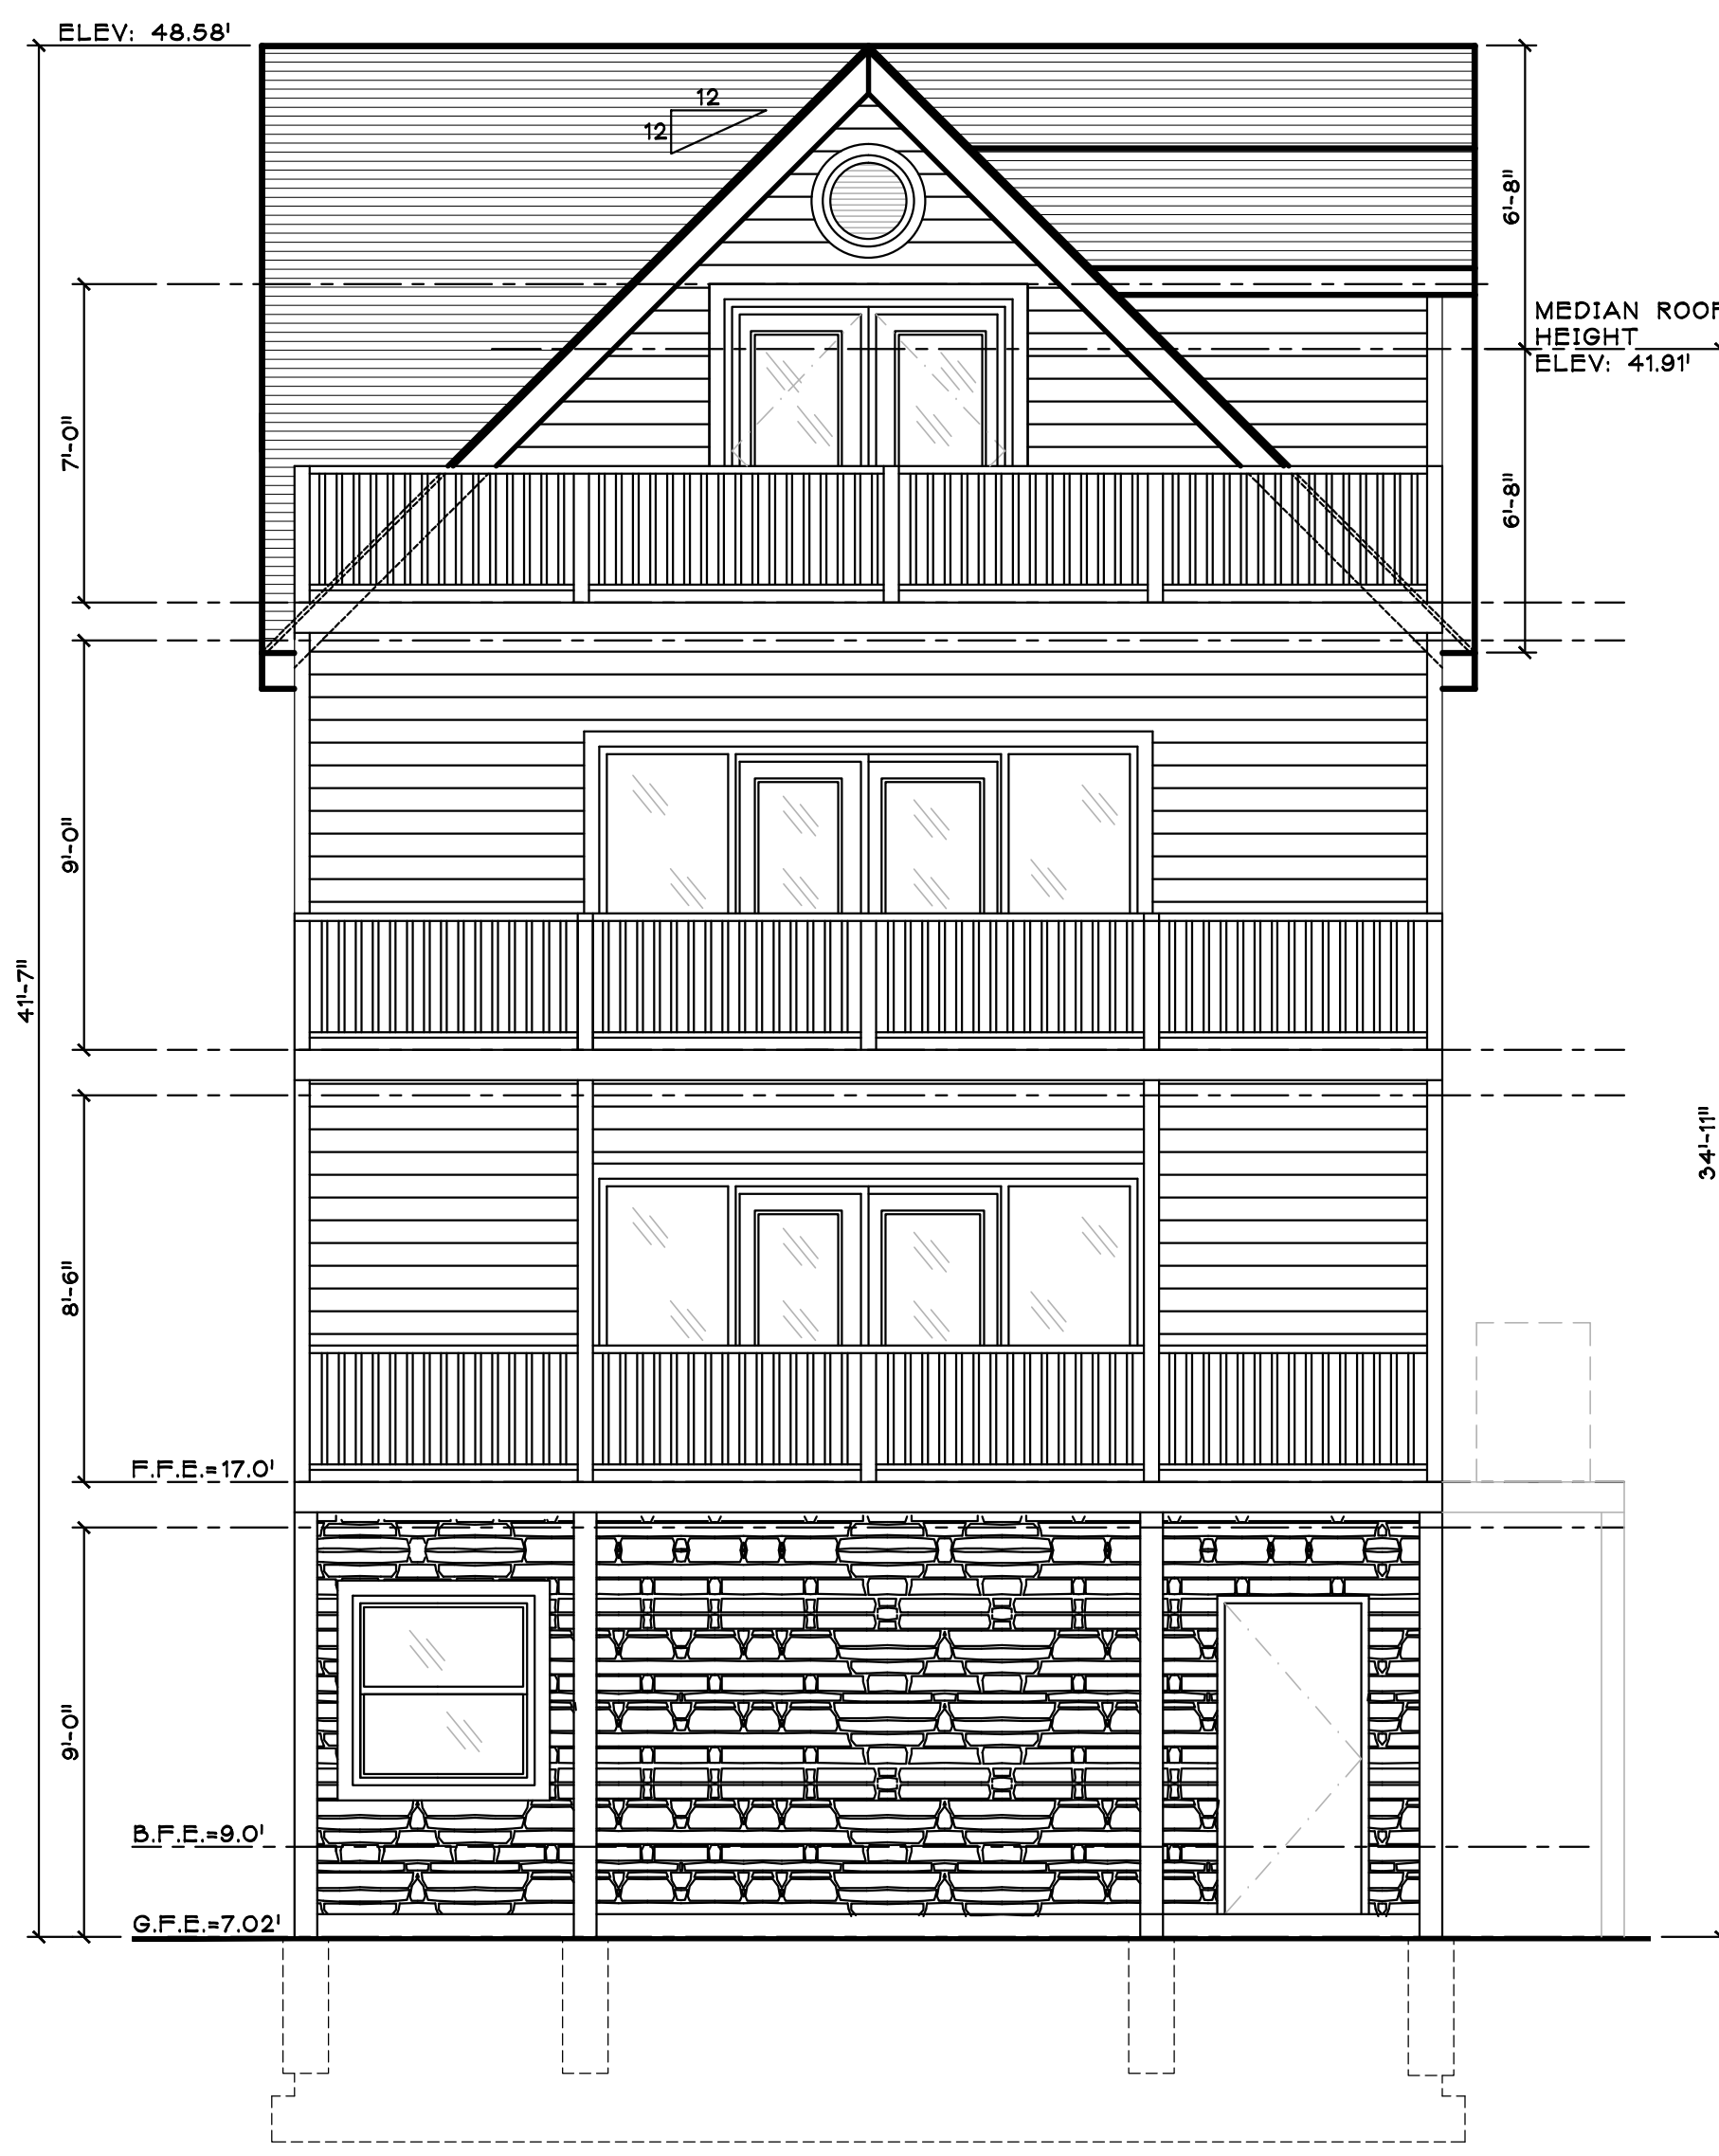 ELEV: 48.58'
12
12
6'-8"
MEDIAN ROOF
HEIGHT
ELEV: 41.91'
7'-0"
6'-8"
9'-0"
41'-7"
34'-11"
8'-6"
F.F.E.=17.0'
9'-0"
B.F.E.=9.0'
G.F.E.=7.02'